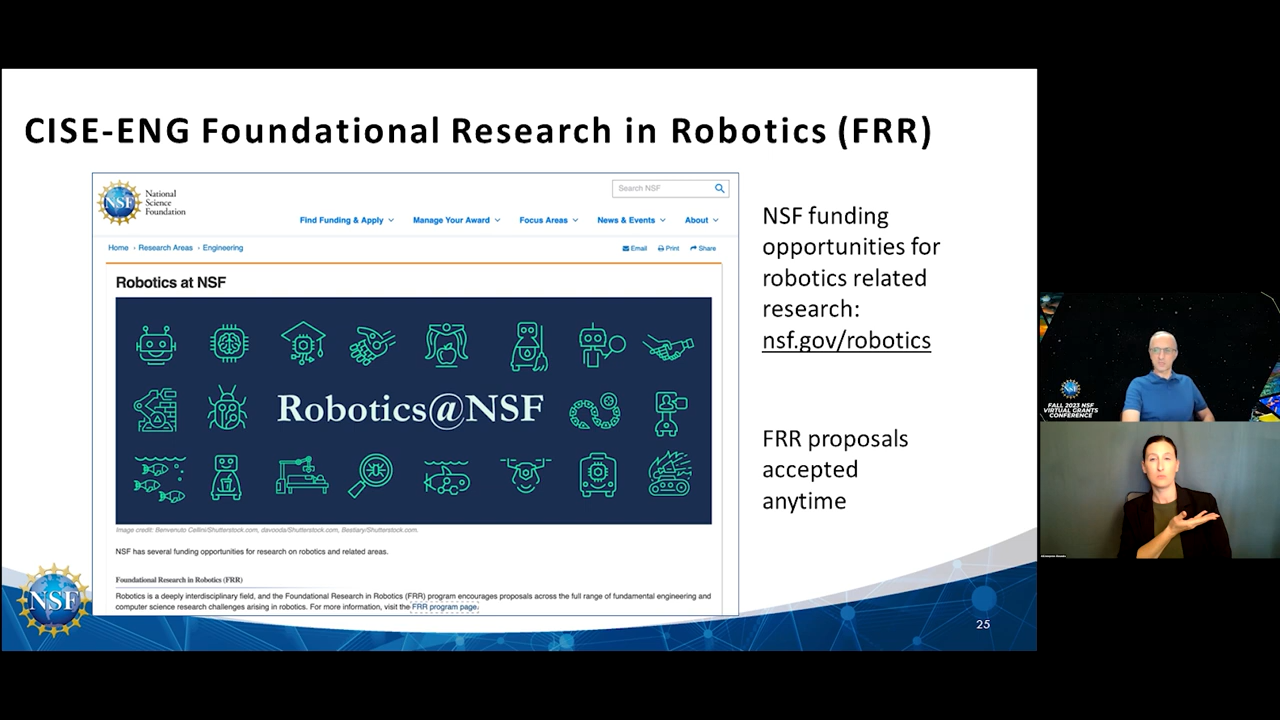 CISE-ENG Foundational Research in Robotics (FRR)
NSF
National
Science
Foundation
Search NSF
Find Funding & Apply
Manage Your Award
Focus Areas
News & Events
About
Home › Research Areas › Engineering
Email
Print
Share
Robotics at NSF
Robotics@NSF
Image credit: Benvenuto Cellini/Shutterstock.com, davooda/Shutterstock.com, Bestiary/Shutterstock.com.
NSF has several funding opportunities for research on robotics and related areas.
Foundational Research in Robotics (FRR)
Robotics is a deeply interdisciplinary field, and the Foundational Research in Robotics (FRR) program encourages proposals across the full range of fundamental engineering and
computer science research challenges arising in robotics. For more information, visit the FRR program page.
NSF funding
opportunities for
robotics related
research:
nsf.gov/robotics
FRR proposals
accepted
anytime
NSF
25
FALL 2023 NSF
VIRTUAL GRANTS
CONFERENCE